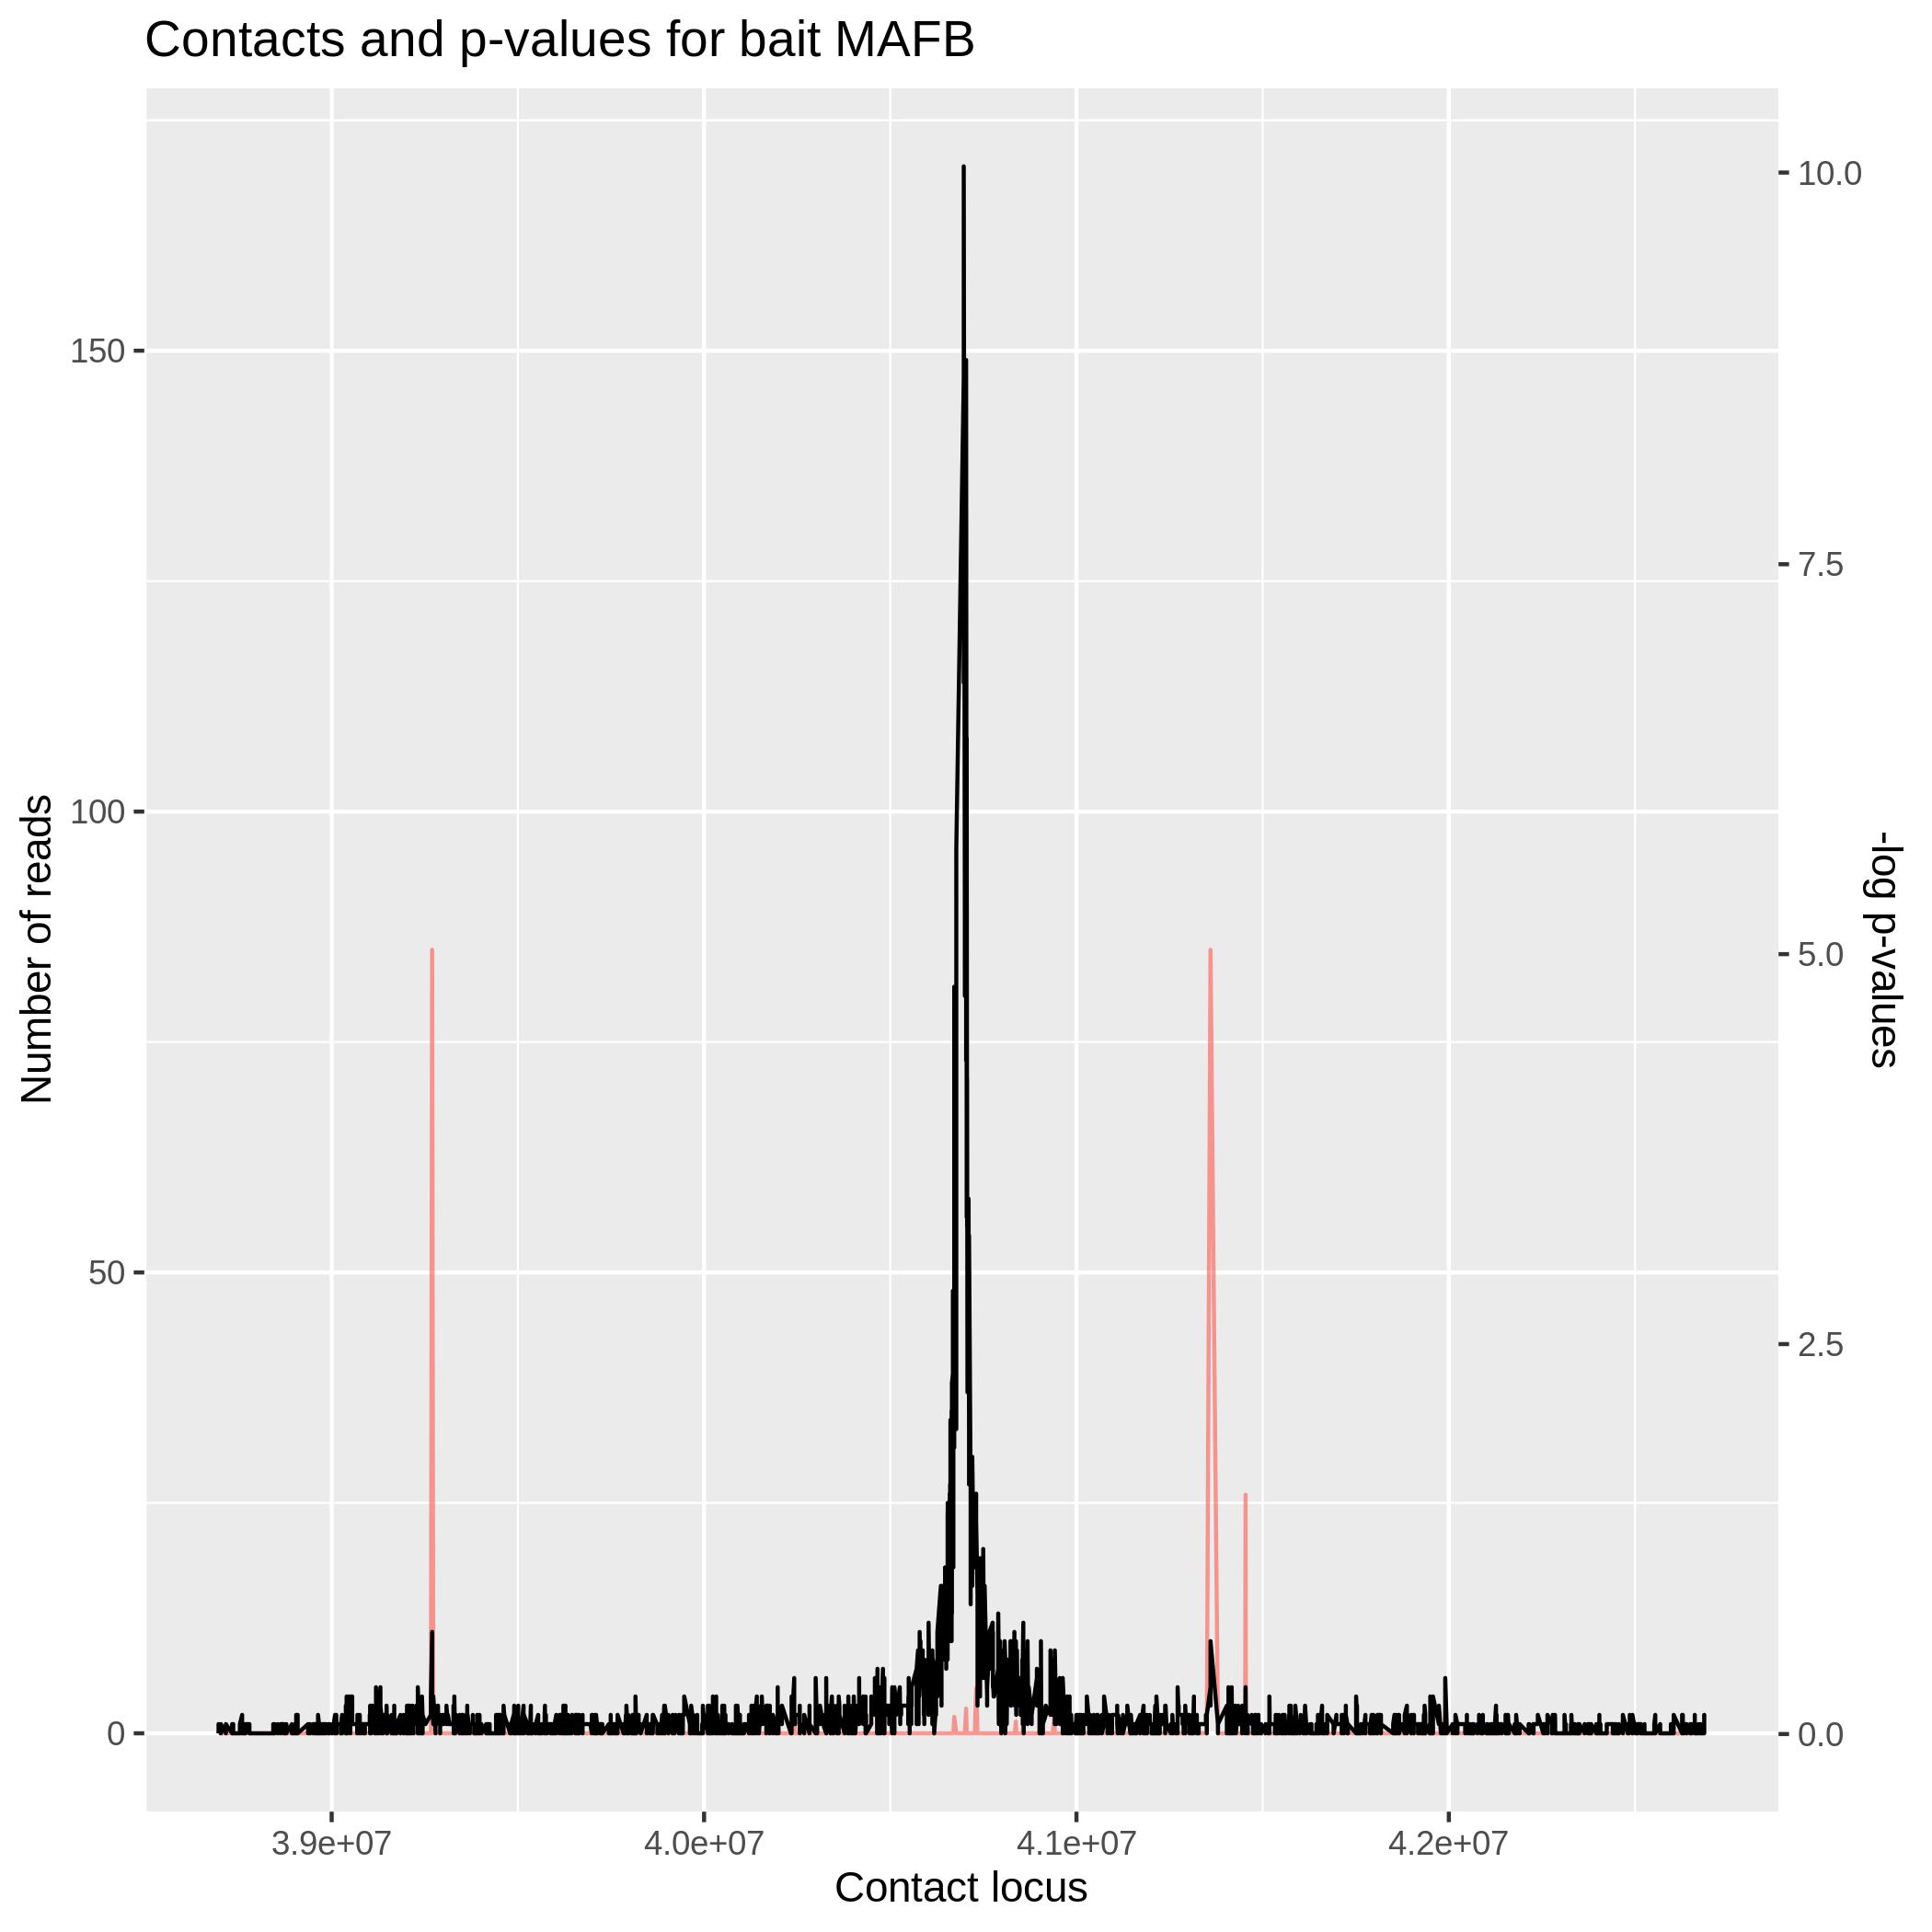 Contacts and p-values for bait MAFB
Number of reads
150
100
50
0
10.0
7.5
5.0
2.5
0.0
-log p-values
3.9e+07 4.0e+07 4.1e+07 4.2e+07
Contact locus